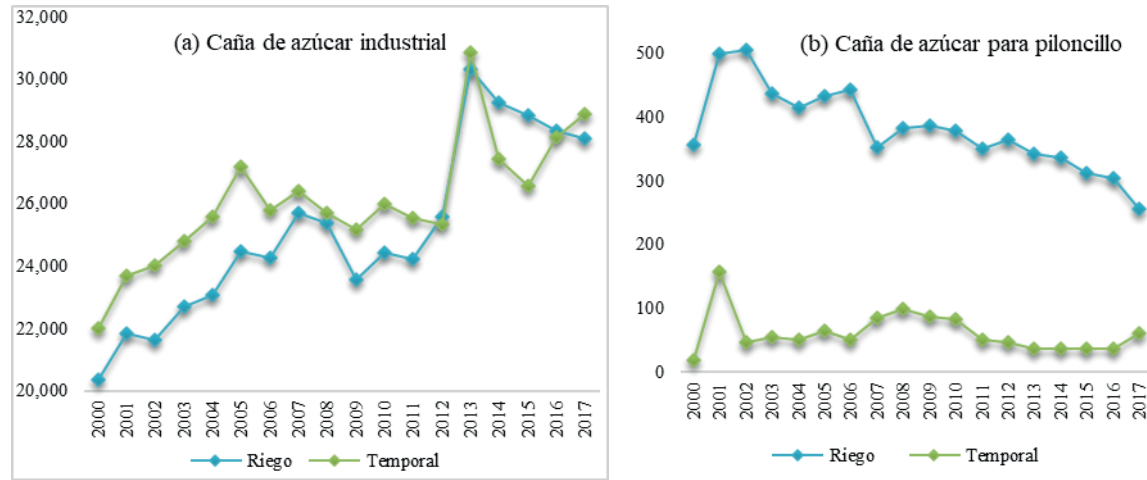 (a) Caña de azúcar industrial
32,000
30,000
28,000
26,000
24,000
22,000
20,000
2000 2001 2002 2003 2004 2005 2006 2007 2008 2009 2010 2011 2012 2013 2014 2015 2016 2017
Riego Temporal
(b) Caña de azúcar para piloncillo
500
400
300
200
100
0
2000 2001 2002 2003 2004 2005 2006 2007 2008 2009 2010 2011 2012 2013 2014 2015 2016 2017
Riego Temporal